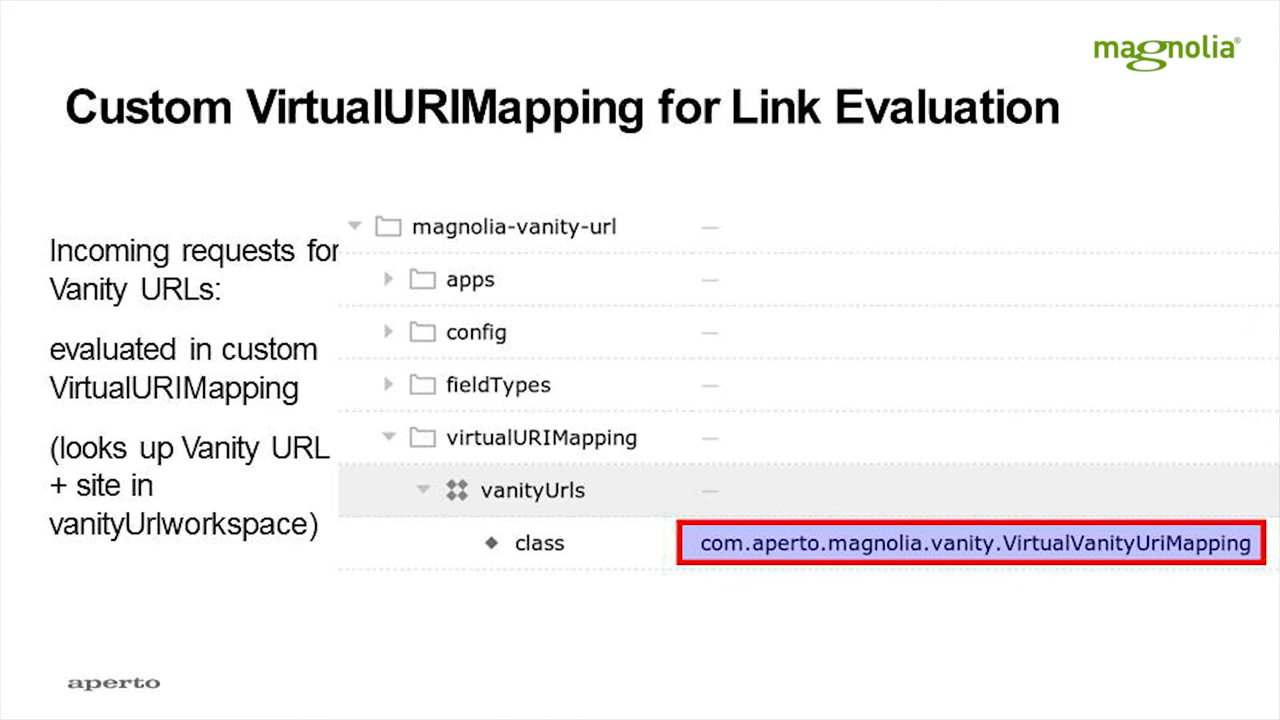 magnolia®
Custom VirtualURIMapping for Link Evaluation
Incoming requests for
Vanity URLs:
evaluated in custom
VirtualURIMapping
(looks up Vanity URL
+ site in
vanityUrlworkspace)
magnolia-vanity-url —
apps —
config —
fieldTypes —
virtualURIMapping —
vanityUrls —
class com.aperto.magnolia.vanity.VirtualVanityUriMapping
aperto